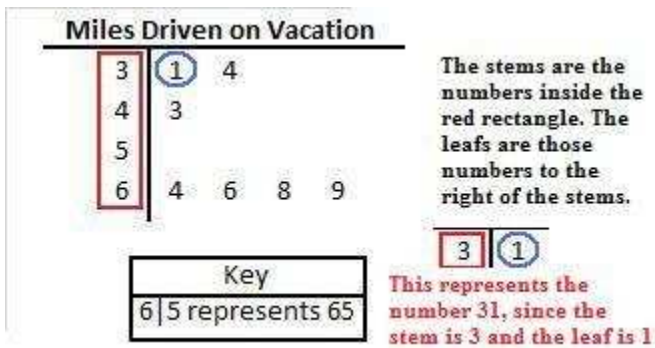 Miles Driven on Vacation
3 1 4
4 3
5
6 4 6 8 9
The stems are the
numbers inside the
red rectangle. The
leafs are those
numbers to the
right of the stems.
3 1
Key
6|5 represents 65
This represents the
number 31, since the
stem is 3 and the leaf is 1